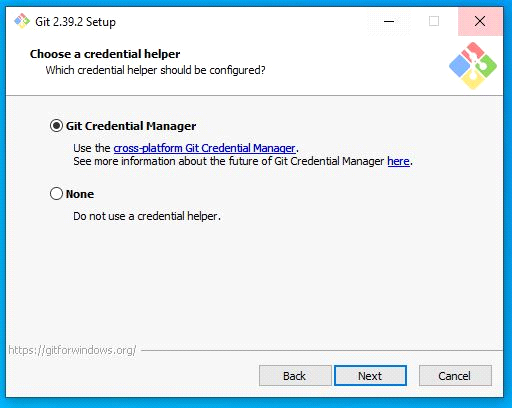 Git 2.39.2 Setup
Choose a credential helper
Which credential helper should be configured?
Git Credential Manager
Use the cross-platform Git Credential Manager.
See more information about the future of Git Credential Manager here.
None
Do not use a credential helper.
https://gitforwindows.org/
Back Next Cancel